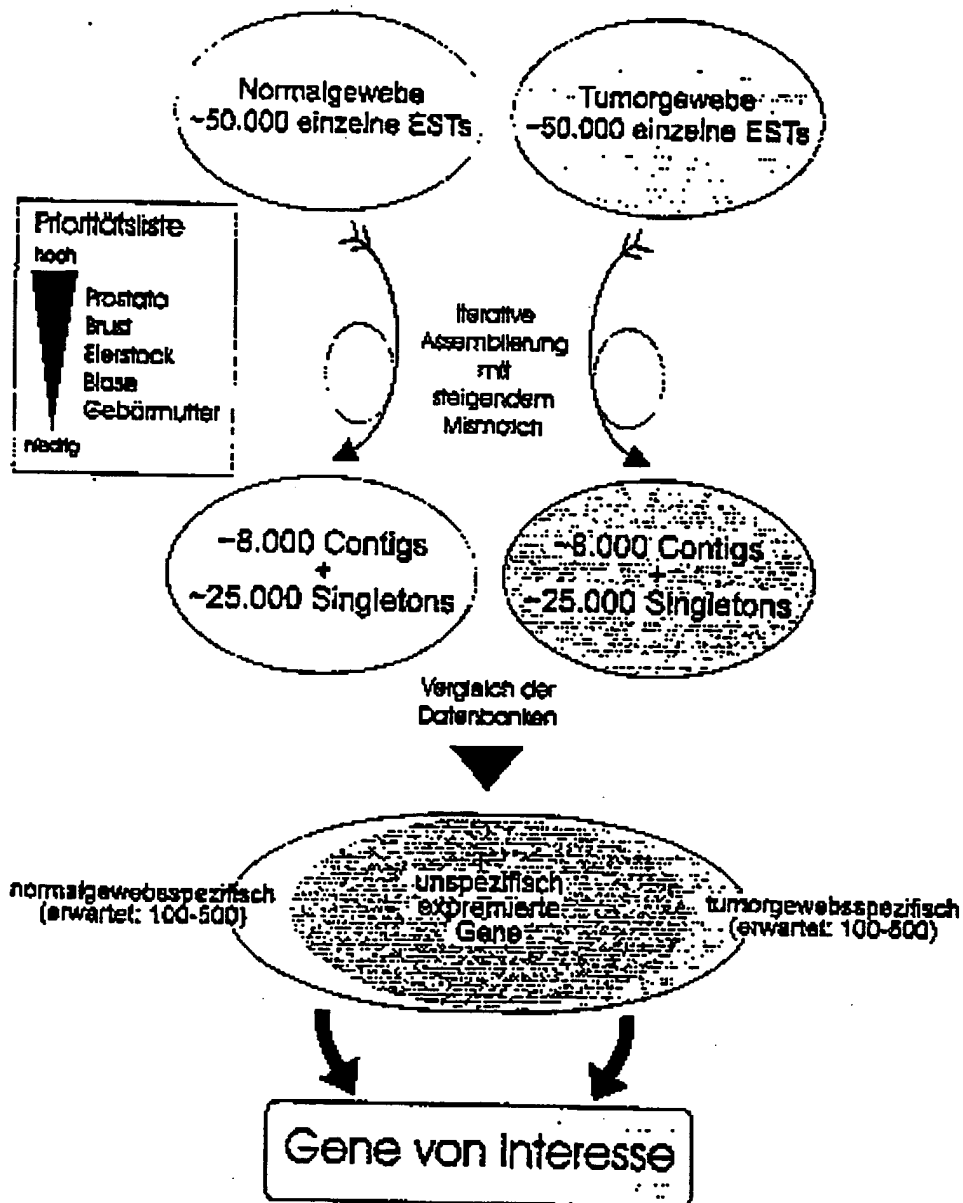 Normalgewebe
~50.000 einzelne ESTs
Tumorgewebe
~50.000 einzelne ESTs
Prioritätsliste
hoch
Prostata
Brust
Eierstock
Blase
Gebärmutter
niedrig
Iterative
Assemblierung
mit
steigendem
Mismatch
~8.000 Contigs
+
~25.000 Singletons
~8.000 Contigs
+
~25.000 Singletons
Vergleich der
Datenbanken
normalgewebsspezifisch
(erwartet: 100-500)
unspezifisch
expremierte
Gene
tumorgewebsspezifisch
(erwartet: 100-500)
Gene von Interesse